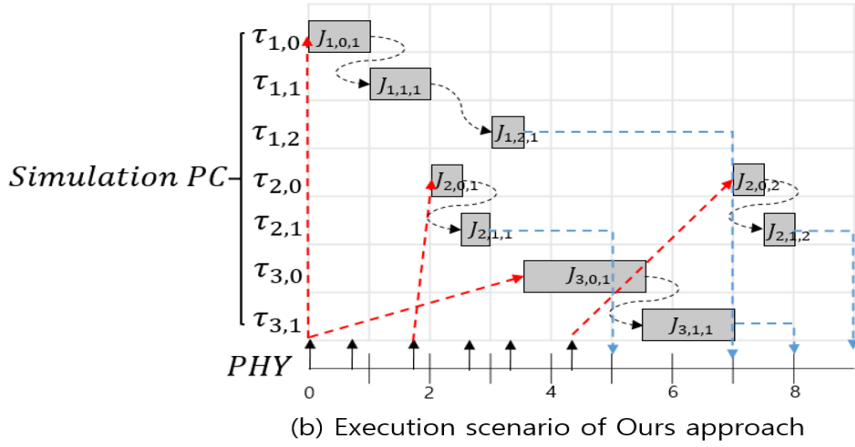 τ1,0 J1,0,1
τ1,1 J1,1,1
τ1,2 J1,2,1
Simulation PC
τ2,0 J2,0,1 J2,0,2
τ2,1 J2,1,1 J2,1,2
τ3,0 J3,0,1
τ3,1 J3,1,1
PHY
0 2 4 6 8
(b) Execution scenario of Ours approach